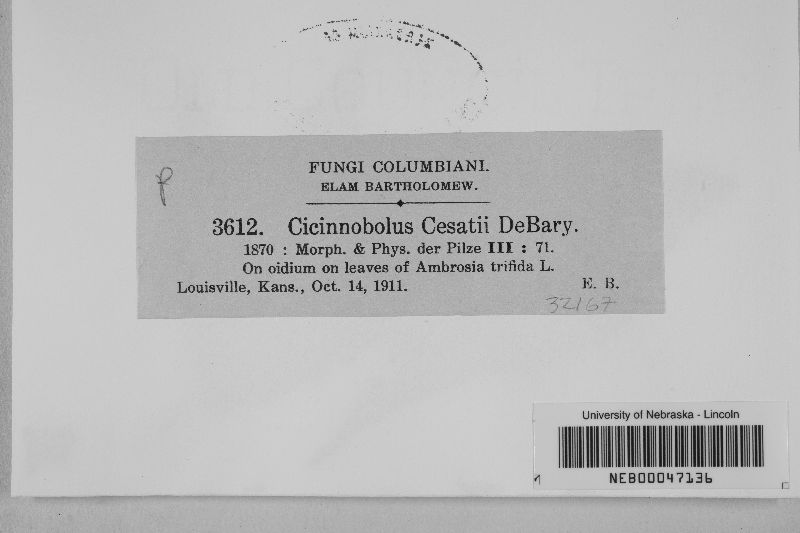 FUNGI COLUMBIANI.
ELAM BARTHOLOMEW.
3612. Cicinnobolus Cesatii DeBary.
1870 : Morph. & Phys. der Pilze III : 71.
On oidium on leaves of Ambrosia trifida L.
Louisville, Kans., Oct. 14, 1911. E. B.
32167
University of Nebraska - Lincoln
NEB00047136